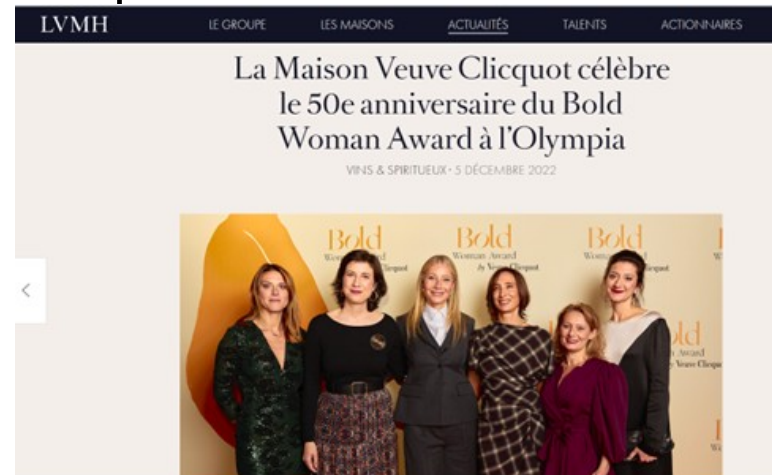 LVMH LE GROUPE LES MAISONS ACTUALITÉS TALENTS ACTIONNAIRES
La Maison Veuve Clicquot célèbre
le 50e anniversaire du Bold
Woman Award à l'Olympia
VINS & SPIRITUEUX • 5 DÉCEMBRE 2022
Bold
Clicquot
Bold
Woman Award
by Veuve Clicquot
Bold
Clicquot
Bold
Award
Veuve Clicquot